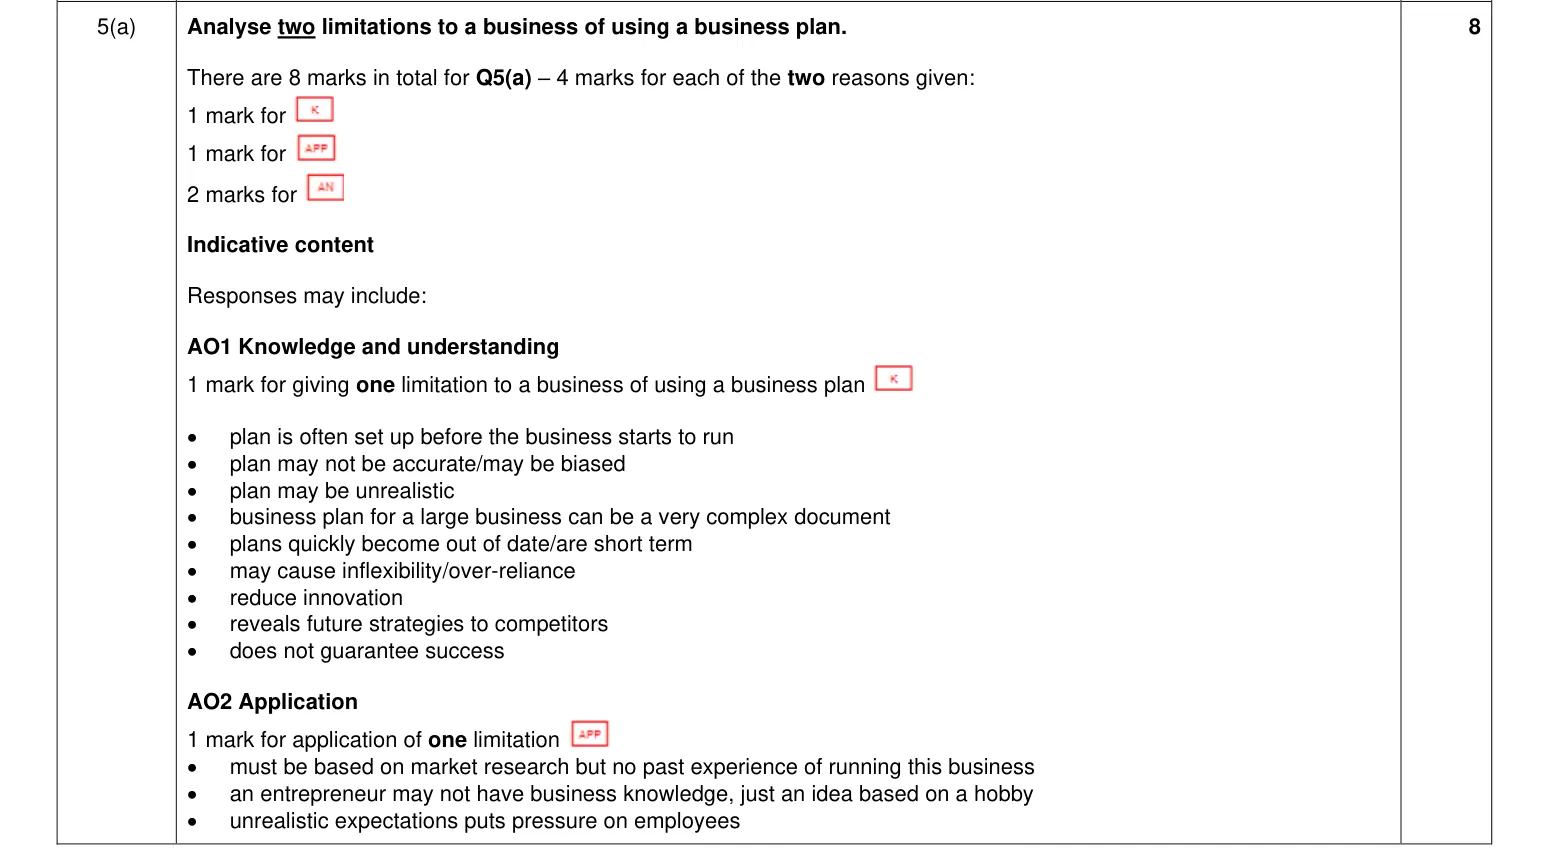 5(a) Analyse two limitations to a business of using a business plan. 8
There are 8 marks in total for Q5(a) – 4 marks for each of the two reasons given:
1 mark for K
1 mark for APP
2 marks for AN
Indicative content
Responses may include:
AO1 Knowledge and understanding
1 mark for giving one limitation to a business of using a business plan K
• plan is often set up before the business starts to run
• plan may not be accurate/may be biased
• plan may be unrealistic
• business plan for a large business can be a very complex document
• plans quickly become out of date/are short term
• may cause inflexibility/over-reliance
• reduce innovation
• reveals future strategies to competitors
• does not guarantee success
AO2 Application
1 mark for application of one limitation APP
• must be based on market research but no past experience of running this business
• an entrepreneur may not have business knowledge, just an idea based on a hobby
• unrealistic expectations puts pressure on employees